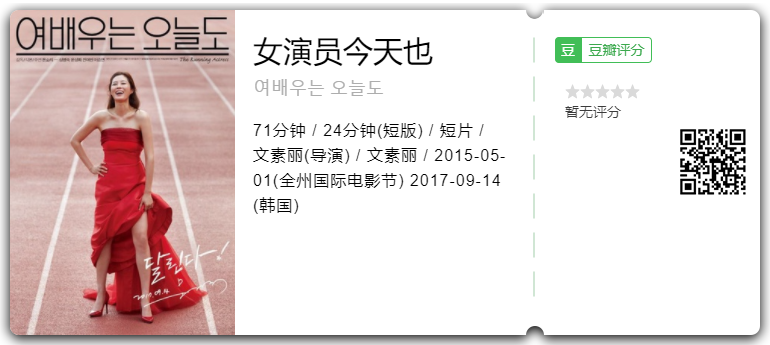 여배우는 오늘도
The Running Actress
달린다!
女演员今天也
여배우는 오늘도
71分钟 / 24分钟(短版) / 短片 /
文素丽(导演) / 文素丽 / 2015-05-
01(全州国际电影节) 2017-09-14
(韩国)
豆 豆瓣评分
暂无评分